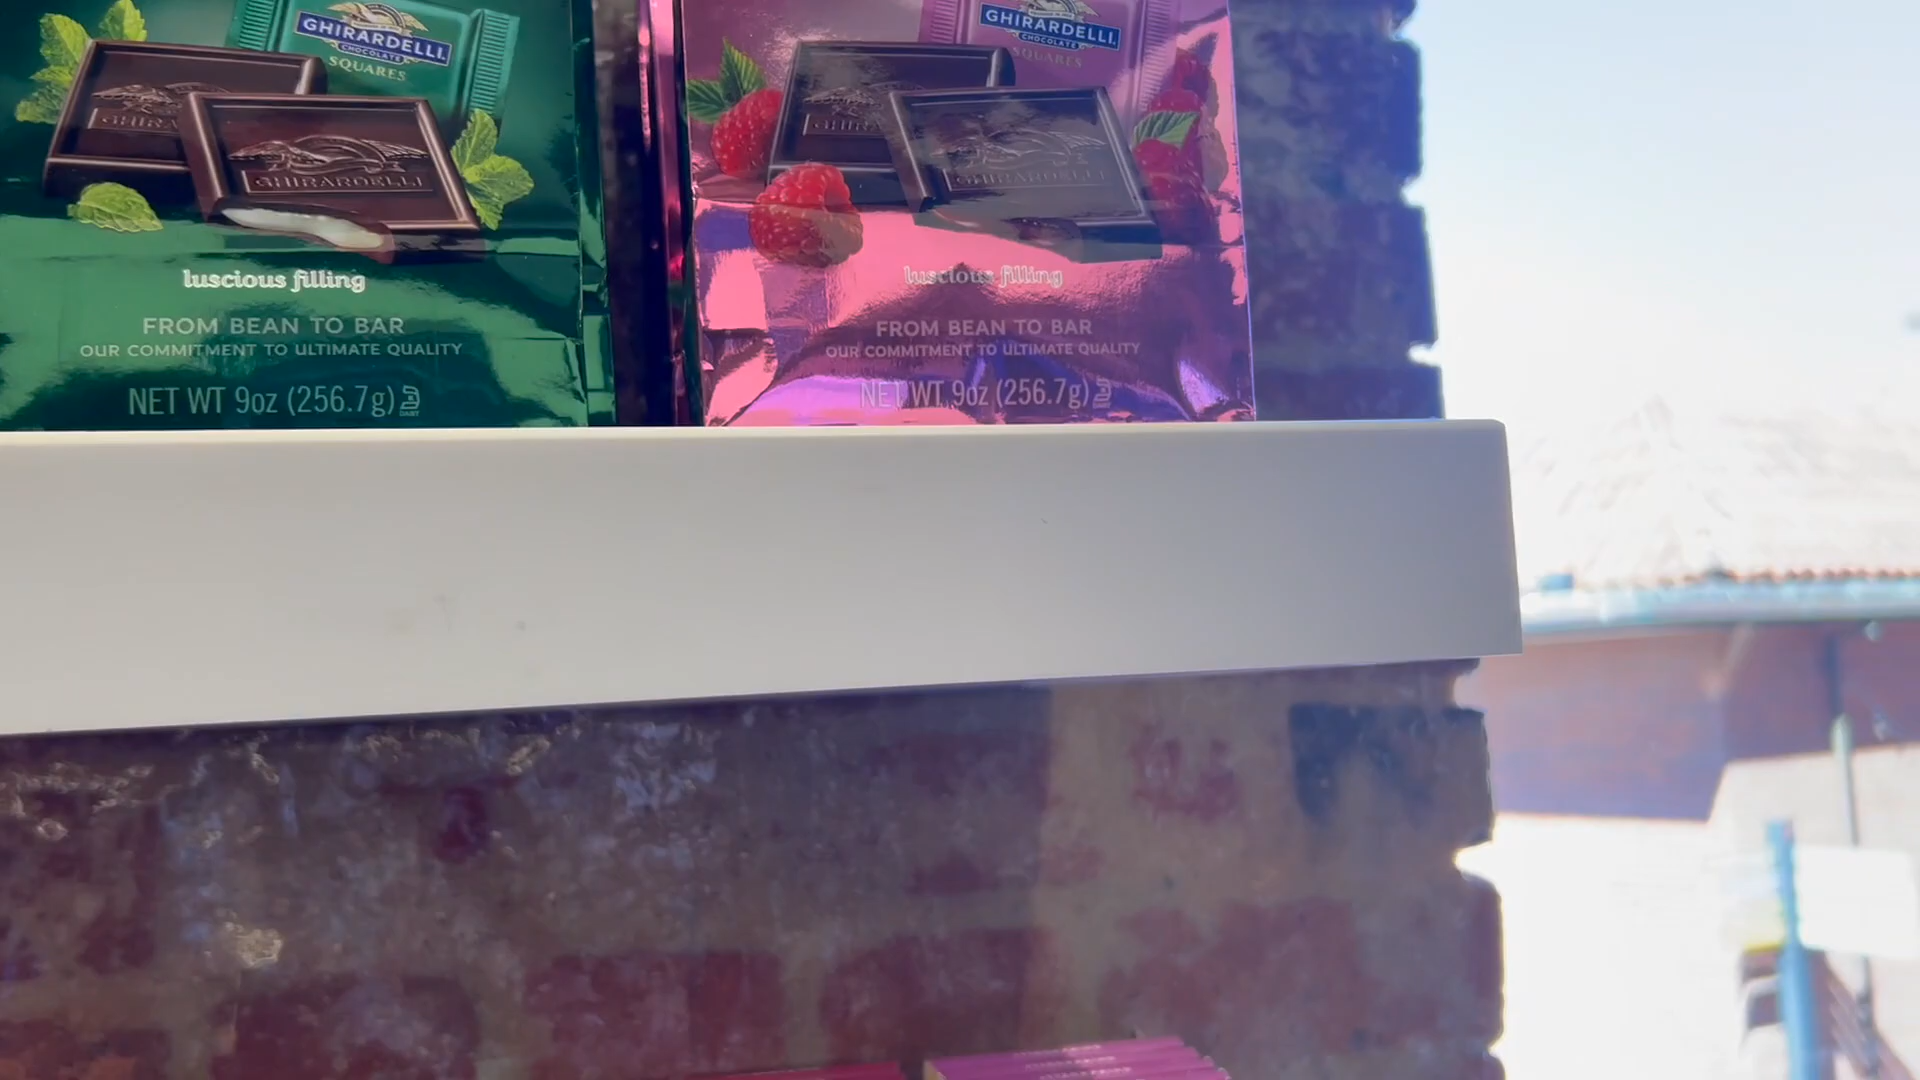 GHIRARDELLI
CHOCOLATE
SQUARES
GHIRARDELLI
luscious filling
FROM BEAN TO BAR
OUR COMMITMENT TO ULTIMATE QUALITY
NET WT 9oz (256.7g)
DAIRY
GHIRARDELLI
CHOCOLATE
SQUARES
GHIRARDELLI
luscious filling
FROM BEAN TO BAR
OUR COMMITMENT TO ULTIMATE QUALITY
NET WT 9oz (256.7g)